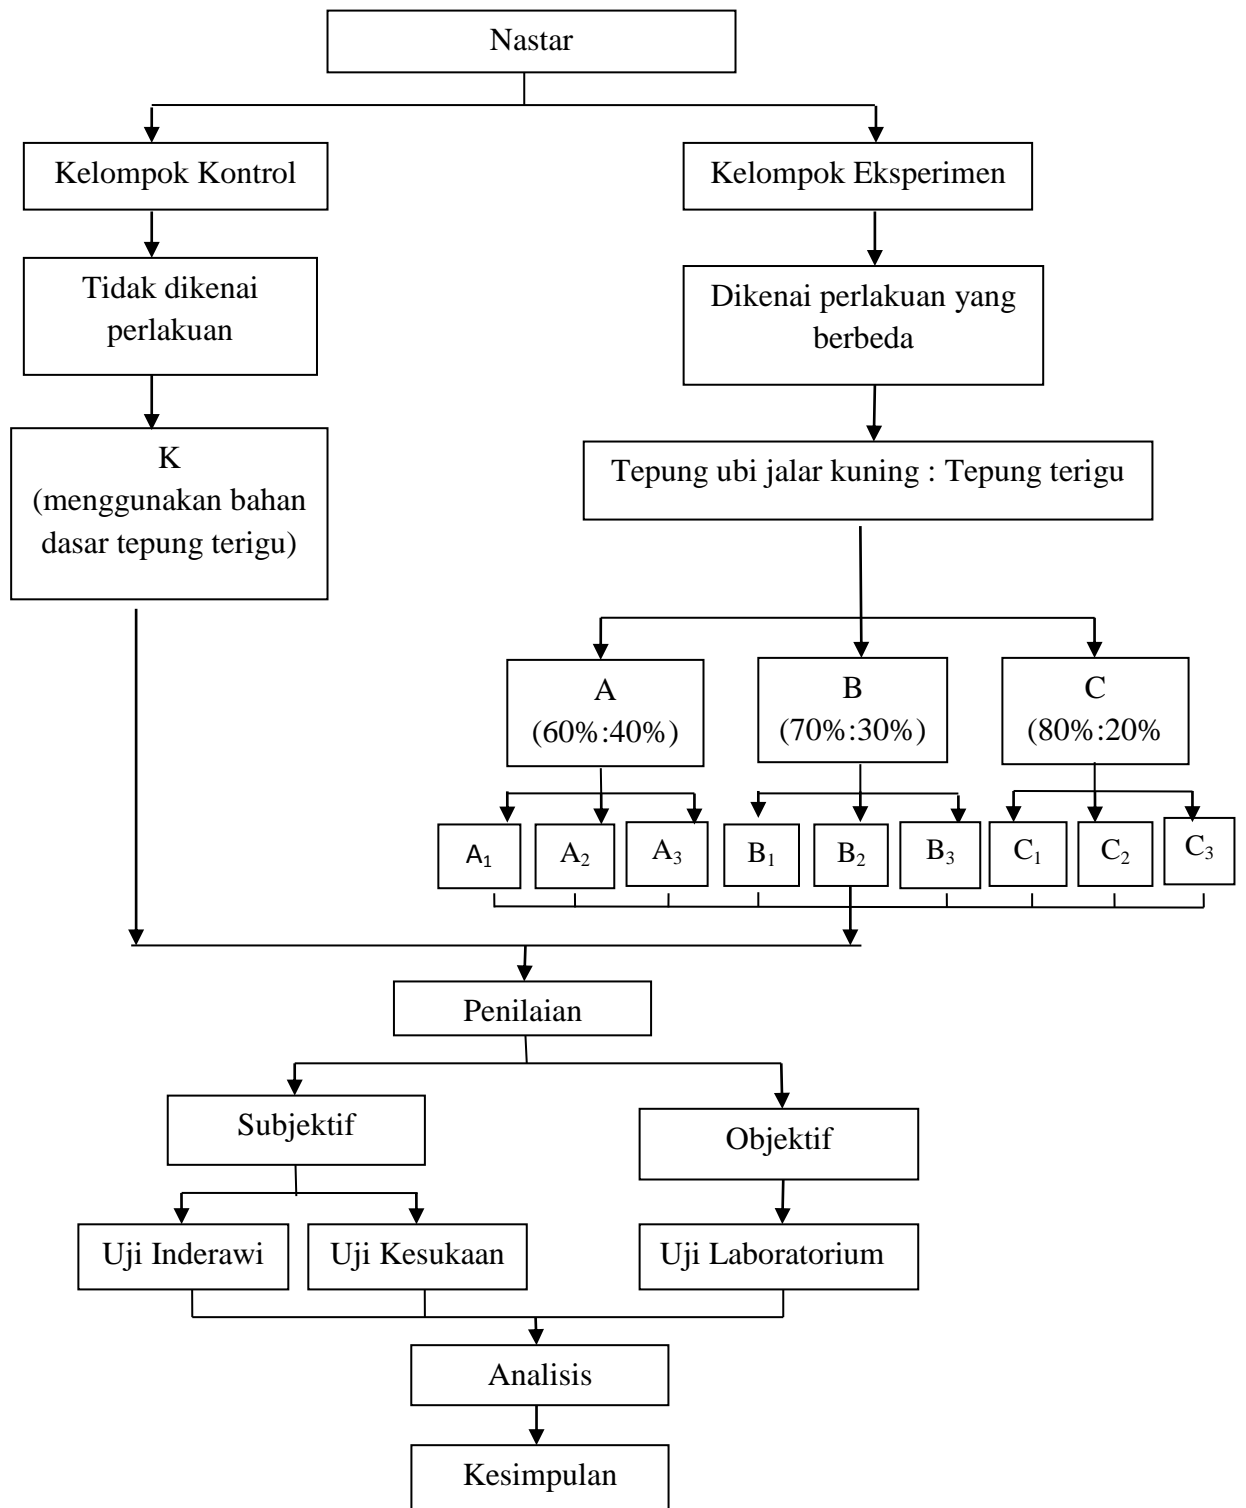 Nastar
Kelompok Kontrol
Kelompok Eksperimen
Tidak dikenai
perlakuan
Dikenai perlakuan yang
berbeda
K
(menggunakan bahan
dasar tepung terigu)
Tepung ubi jalar kuning : Tepung terigu
A
(60%:40%)
B
(70%:30%)
C
(80%:20%
A₁
A₂
A₃
B₁
B₂
B₃
C₁
C₂
C₃
Penilaian
Subjektif
Objektif
Uji Inderawi
Uji Kesukaan
Uji Laboratorium
Analisis
Kesimpulan